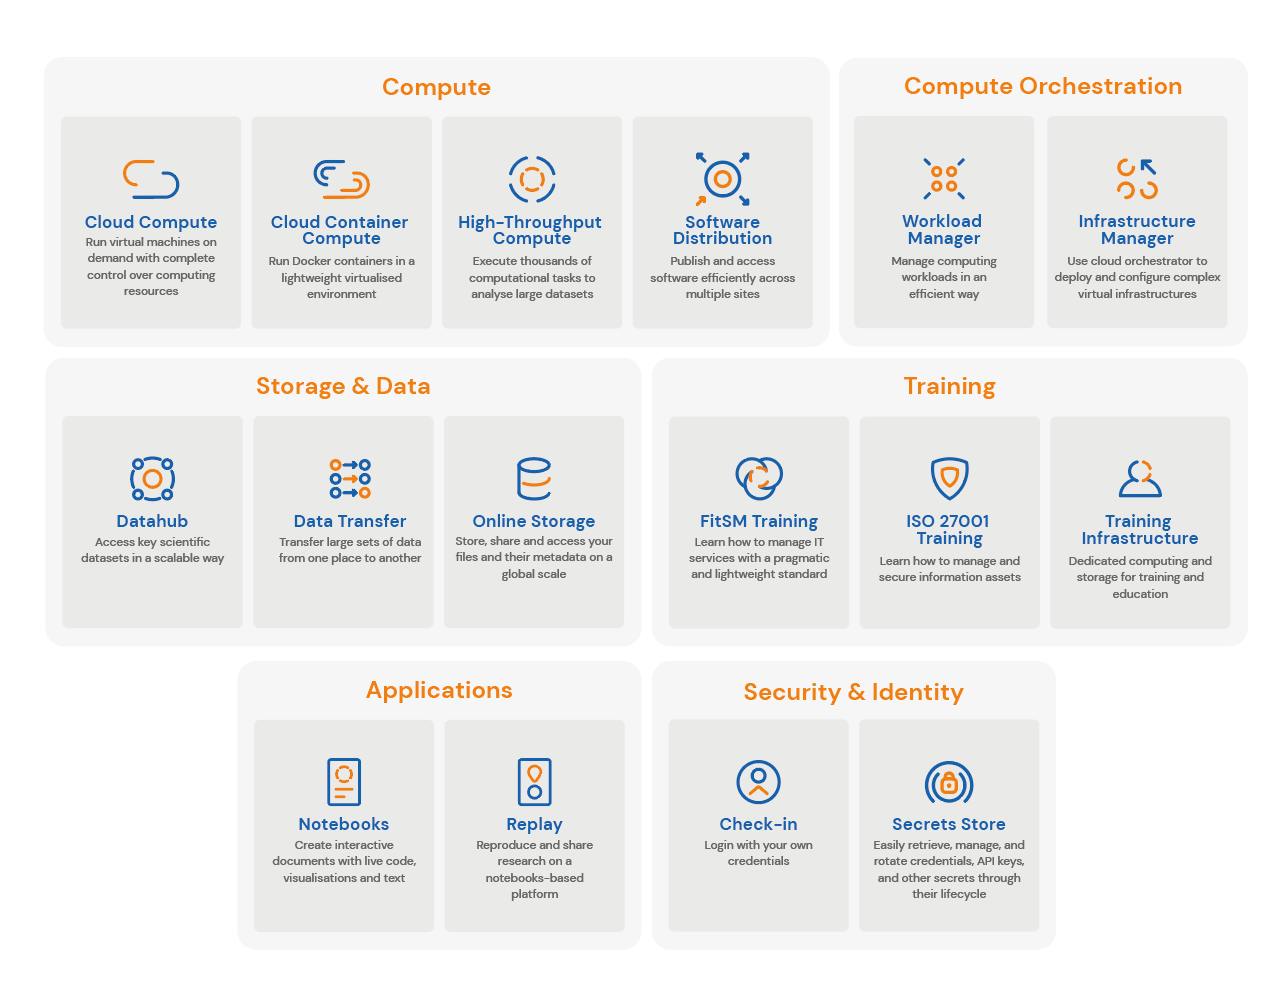 Compute
Cloud Compute
Run virtual machines on
demand with complete
control over computing
resources
Cloud Container
Compute
Run Docker containers in a
lightweight virtualised
environment
High-Throughput
Compute
Execute thousands of
computational tasks to
analyse large datasets
Software
Distribution
Publish and access
software efficiently across
multiple sites
Compute Orchestration
Workload
Manager
Manage computing
workloads in an
efficient way
Infrastructure
Manager
Use cloud orchestrator to
deploy and configure complex
virtual infrastructures
Storage & Data
Datahub
Access key scientific
datasets in a scalable way
Data Transfer
Transfer large sets of data
from one place to another
Online Storage
Store, share and access your
files and their metadata on a
global scale
Training
FitSM Training
Learn how to manage IT
services with a pragmatic
and lightweight standard
ISO 27001
Training
Learn how to manage and
secure information assets
Training
Infrastructure
Dedicated computing and
storage for training and
education
Applications
Notebooks
Create interactive
documents with live code,
visualisations and text
Replay
Reproduce and share
research on a
notebooks-based
platform
Security & Identity
Check-in
Login with your own
credentials
Secrets Store
Easily retrieve, manage, and
rotate credentials, API keys,
and other secrets through
their lifecycle